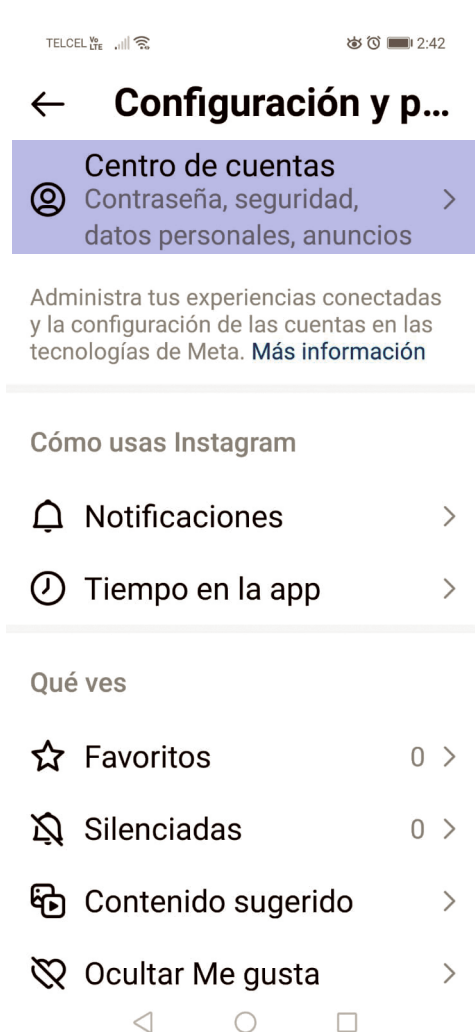 TELCEL Vo LTE 2:42
Configuración y p...
Centro de cuentas
Contraseña, seguridad,
datos personales, anuncios
Administra tus experiencias conectadas
y la configuración de las cuentas en las
tecnologías de Meta. Más información
Cómo usas Instagram
Notificaciones
Tiempo en la app
Qué ves
Favoritos 0
Silenciadas 0
Contenido sugerido
Ocultar Me gusta